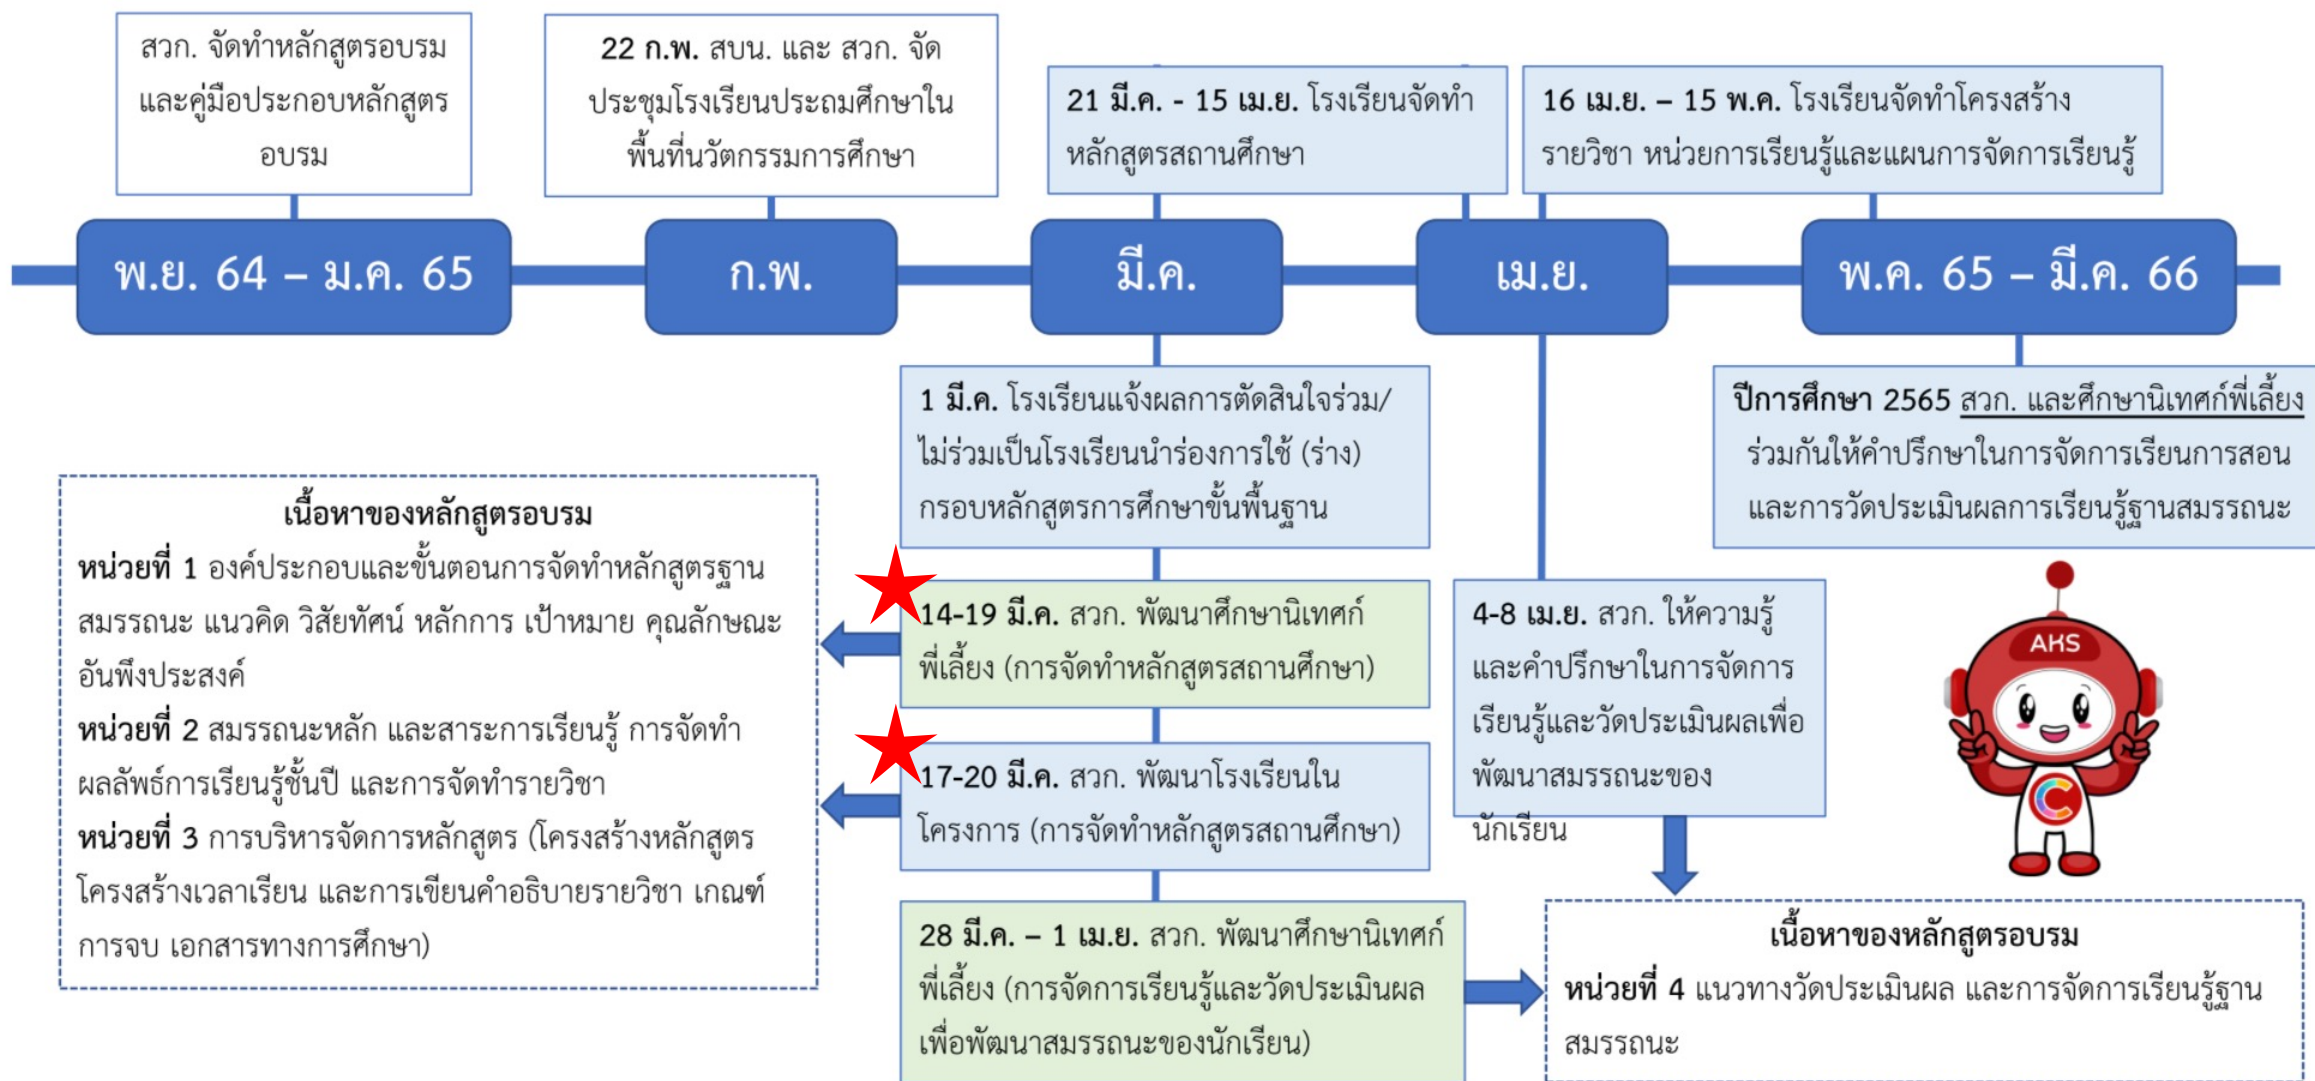 สวก. จัดทำหลักสูตรอบรม
และคู่มือประกอบหลักสูตร
อบรม
22 ก.พ. สบน. และ สวก. จัด
ประชุมโรงเรียนประถมศึกษาใน
พื้นที่นวัตกรรมการศึกษา
21 มี.ค. - 15 เม.ย. โรงเรียนจัดทำ
หลักสูตรสถานศึกษา
16 เม.ย. – 15 พ.ค. โรงเรียนจัดทำโครงสร้าง
รายวิชา หน่วยการเรียนรู้และแผนการจัดการเรียนรู้
พ.ย. 64 – ม.ค. 65
ก.พ.
มี.ค.
เม.ย.
พ.ค. 65 – มี.ค. 66
1 มี.ค. โรงเรียนแจ้งผลการตัดสินใจร่วม/
ไม่ร่วมเป็นโรงเรียนนำร่องการใช้ (ร่าง)
กรอบหลักสูตรการศึกษาขั้นพื้นฐาน
ปีการศึกษา 2565 สวก. และศึกษานิเทศก์พี่เลี้ยง
ร่วมกันให้คำปรึกษาในการจัดการเรียนการสอน
และการวัดประเมินผลการเรียนรู้ฐานสมรรถนะ
เนื้อหาของหลักสูตรอบรม
หน่วยที่ 1 องค์ประกอบและขั้นตอนการจัดทำหลักสูตรฐาน
สมรรถนะ แนวคิด วิสัยทัศน์ หลักการ เป้าหมาย คุณลักษณะ
อันพึงประสงค์
หน่วยที่ 2 สมรรถนะหลัก และสาระการเรียนรู้ การจัดทำ
ผลลัพธ์การเรียนรู้ชั้นปี และการจัดทำรายวิชา
หน่วยที่ 3 การบริหารจัดการหลักสูตร (โครงสร้างหลักสูตร
โครงสร้างเวลาเรียน และการเขียนคำอธิบายรายวิชา เกณฑ์
การจบ เอกสารทางการศึกษา)
14-19 มี.ค. สวก. พัฒนาศึกษานิเทศก์
พี่เลี้ยง (การจัดทำหลักสูตรสถานศึกษา)
17-20 มี.ค. สวก. พัฒนาโรงเรียนใน
โครงการ (การจัดทำหลักสูตรสถานศึกษา)
28 มี.ค. – 1 เม.ย. สวก. พัฒนาศึกษานิเทศก์
พี่เลี้ยง (การจัดการเรียนรู้และวัดประเมินผล
เพื่อพัฒนาสมรรถนะของนักเรียน)
4-8 เม.ย. สวก. ให้ความรู้
และคำปรึกษาในการจัดการ
เรียนรู้และวัดประเมินผลเพื่อ
พัฒนาสมรรถนะของ
นักเรียน
AKS
C
เนื้อหาของหลักสูตรอบรม
หน่วยที่ 4 แนวทางวัดประเมินผล และการจัดการเรียนรู้ฐาน
สมรรถนะ